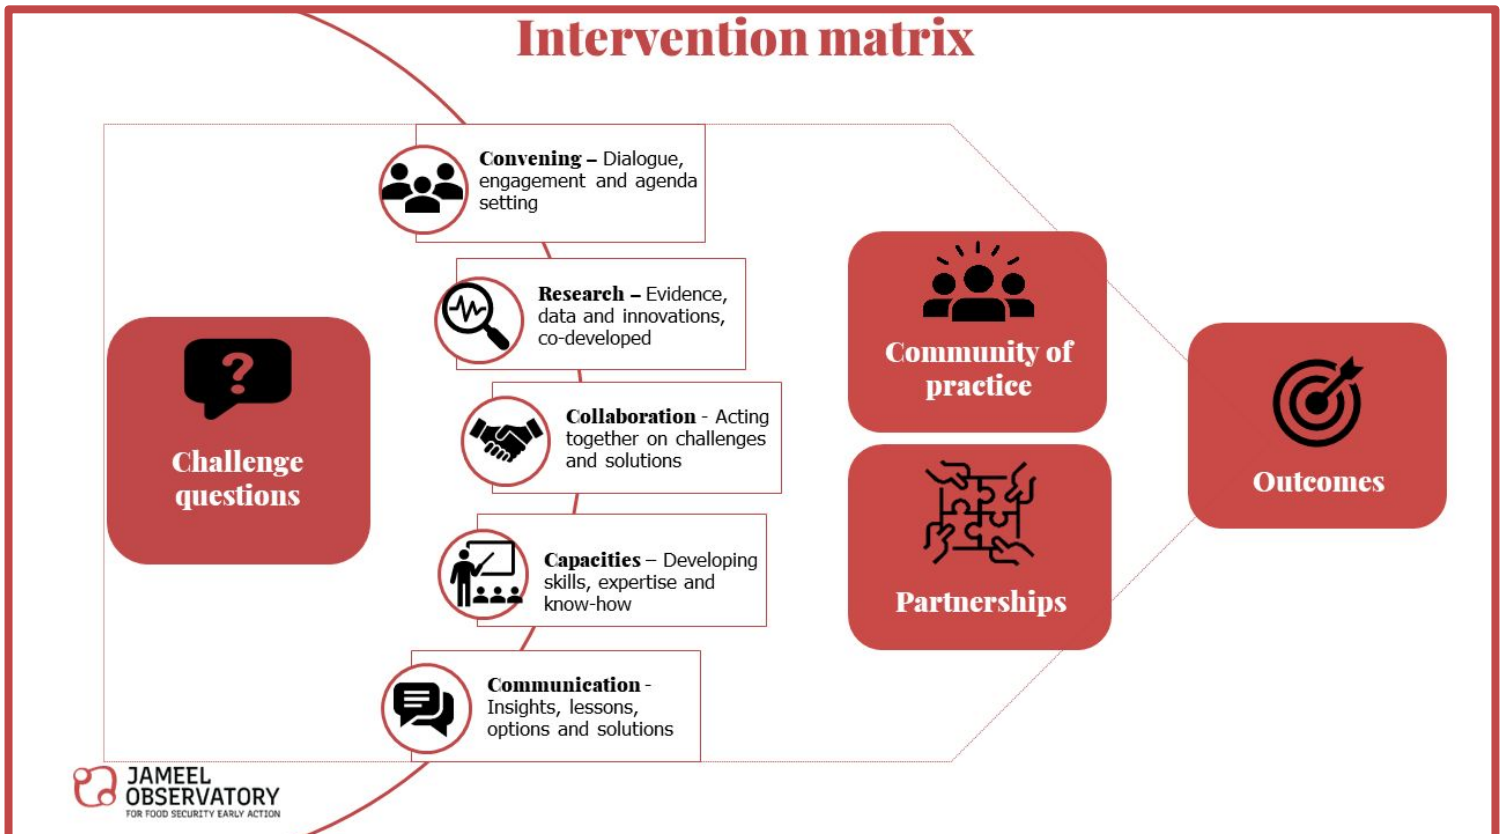 Intervention matrix
Convening – Dialogue,
engagement and agenda
setting
Research – Evidence,
data and innovations,
co-developed
?
Challenge
questions
Collaboration - Acting
together on challenges
and solutions
Capacities – Developing
skills, expertise and
know-how
Communication -
Insights, lessons,
options and solutions
Community of
practice
Partnerships
Outcomes
JAMEEL
OBSERVATORY
FOR FOOD SECURITY EARLY ACTION